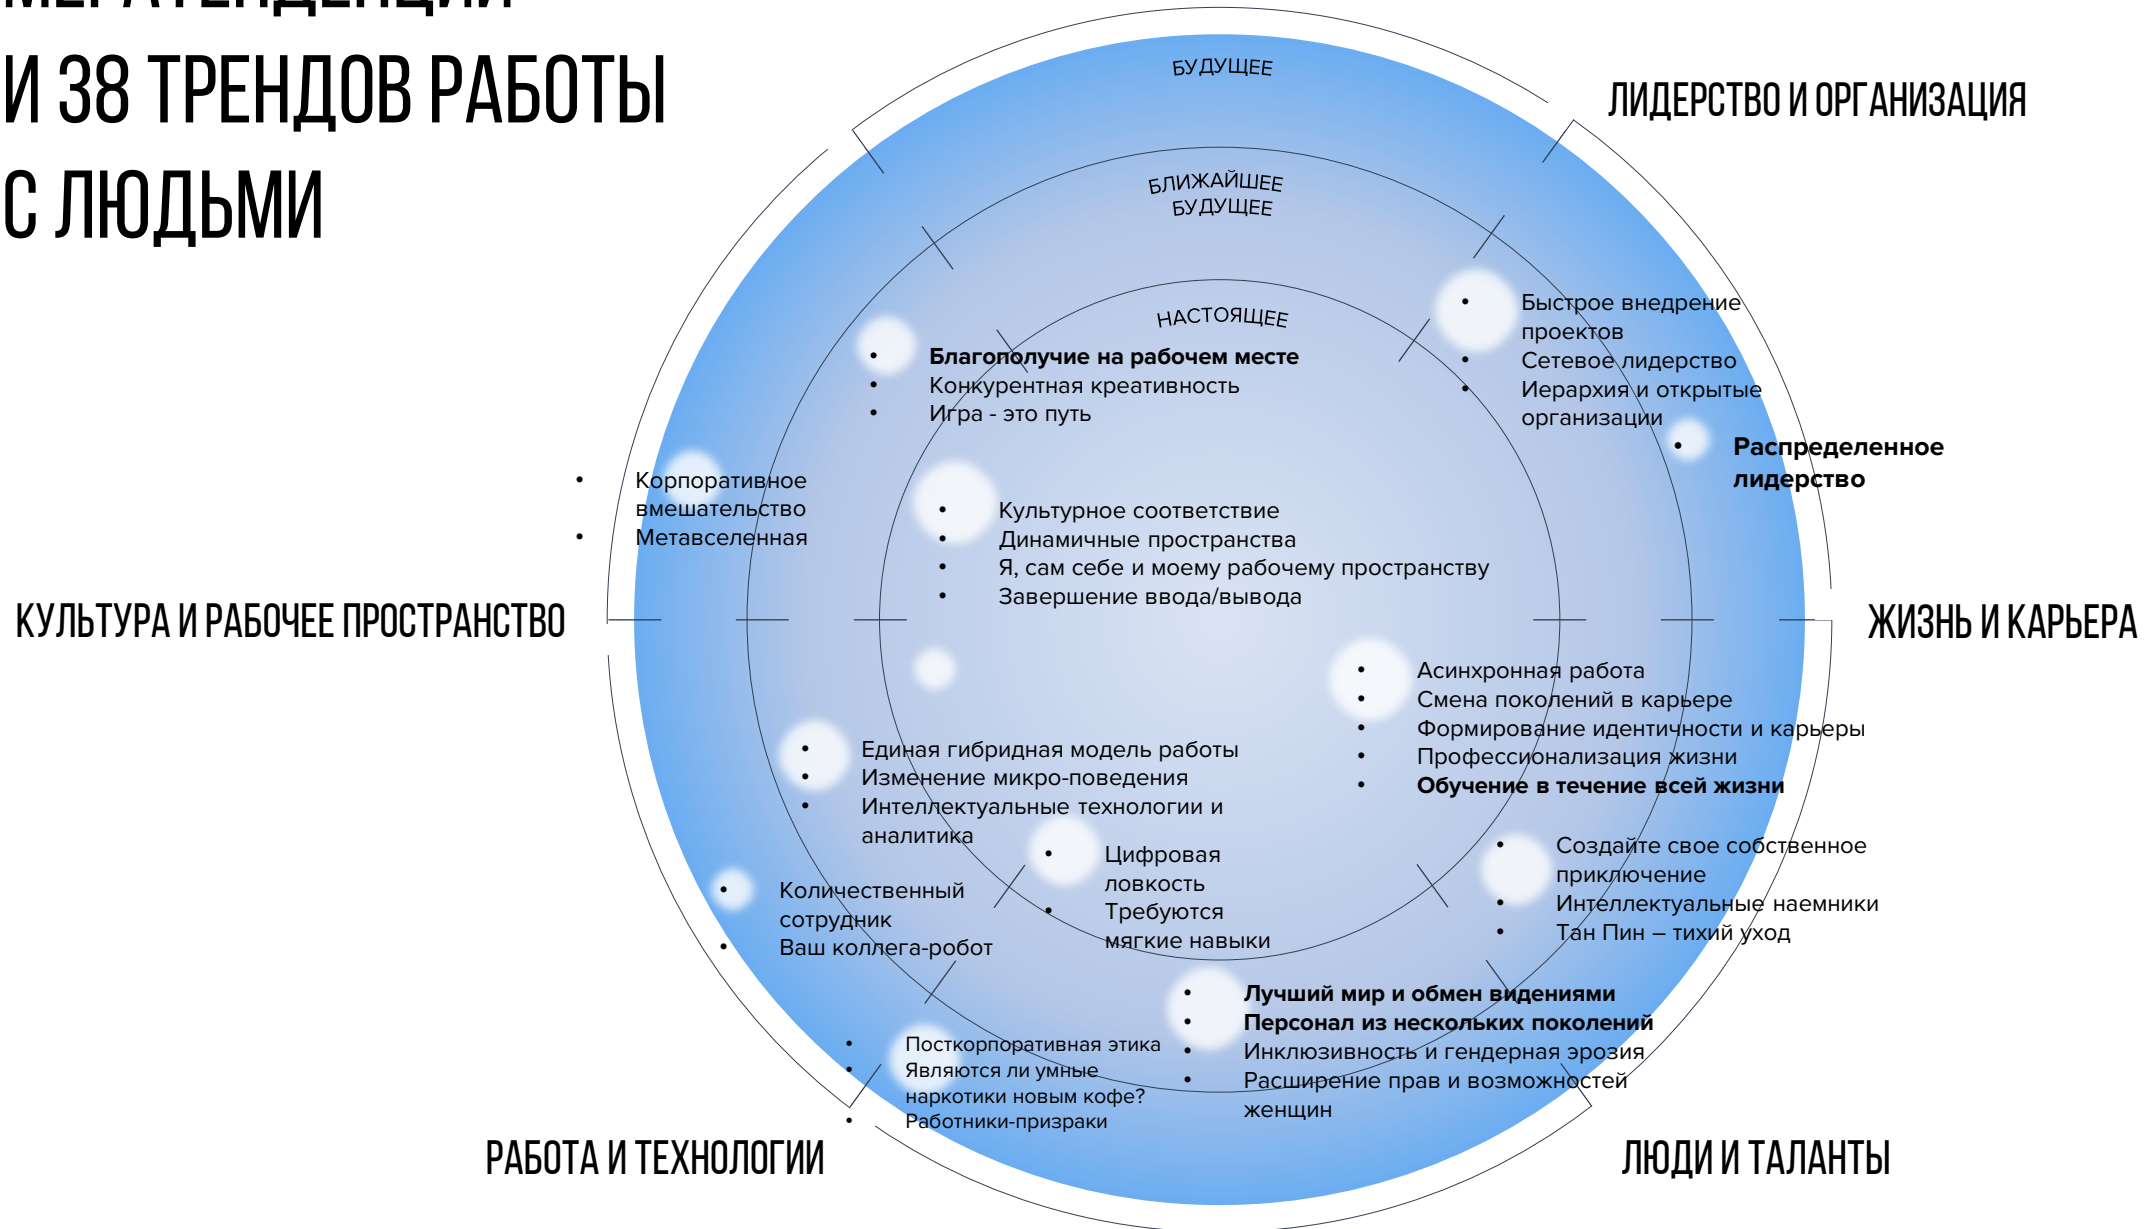 И 38 ТРЕНДОВ РАБОТЫ
С ЛЮДЬМИ
БУДУЩЕЕ
БЛИЖАЙШЕЕ
БУДУЩЕЕ
НАСТОЯЩЕЕ
ЛИДЕРСТВО И ОРГАНИЗАЦИЯ
• Быстрое внедрение
проектов
• Сетевое лидерство
• Иерархия и открытые
организации
• Распределенное
лидерство
• Благополучие на рабочем месте
• Конкурентная креативность
• Игра - это путь
• Корпоративное
вмешательство
• Метавселенная
• Культурное соответствие
• Динамичные пространства
• Я, сам себе и моему рабочему пространству
• Завершение ввода/вывода
КУЛЬТУРА И РАБОЧЕЕ ПРОСТРАНСТВО
ЖИЗНЬ И КАРЬЕРА
• Асинхронная работа
• Смена поколений в карьере
• Формирование идентичности и карьеры
• Профессионализация жизни
• Обучение в течение всей жизни
• Единая гибридная модель работы
• Изменение микро-поведения
• Интеллектуальные технологии и
аналитика
• Цифровая
ловкость
• Требуются
мягкие навыки
• Создайте свое собственное
приключение
• Интеллектуальные наемники
• Тан Пин – тихий уход
• Количественный
сотрудник
• Ваш коллега-робот
• Лучший мир и обмен видениями
• Персонал из нескольких поколений
• Инклюзивность и гендерная эрозия
• Расширение прав и возможностей
женщин
• Посткорпоративная этика
• Являются ли умные
наркотики новым кофе?
• Работники-призраки
РАБОТА И ТЕХНОЛОГИИ
ЛЮДИ И ТАЛАНТЫ